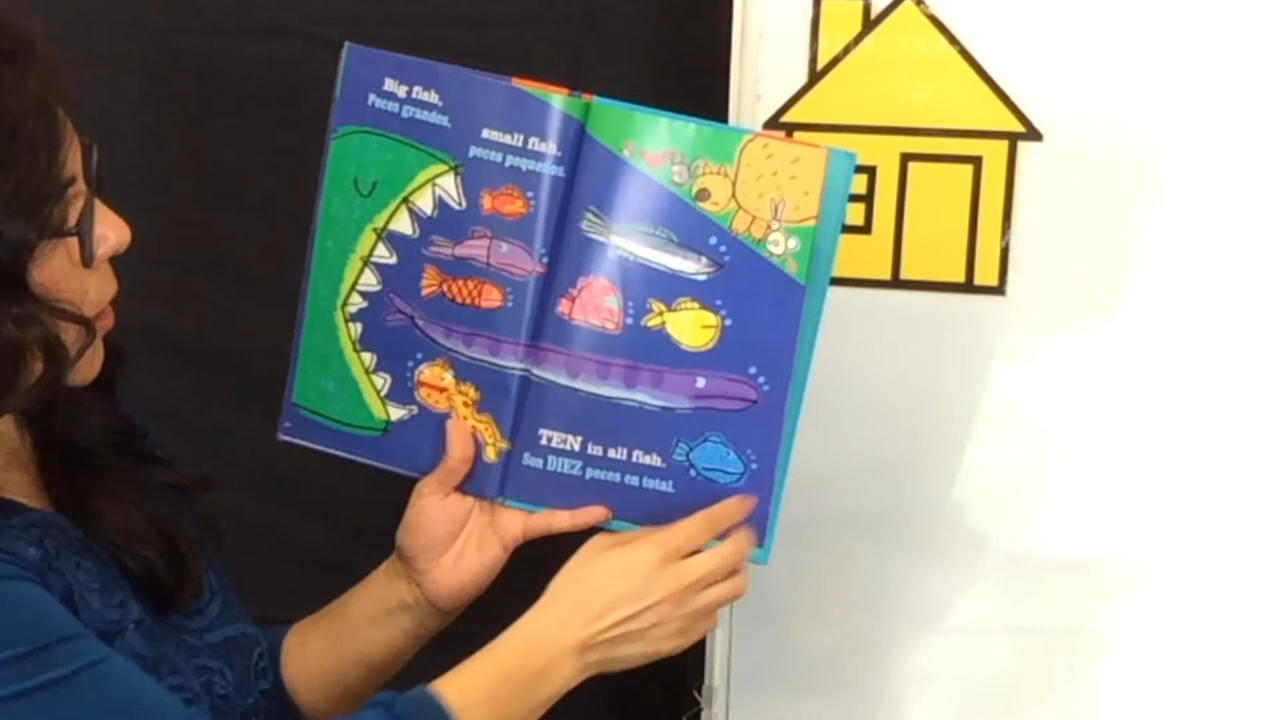 Big fish,
Peces grandes,
small fish.
peces pequeños.
TEN in all fish.
Son DIEZ peces en total.